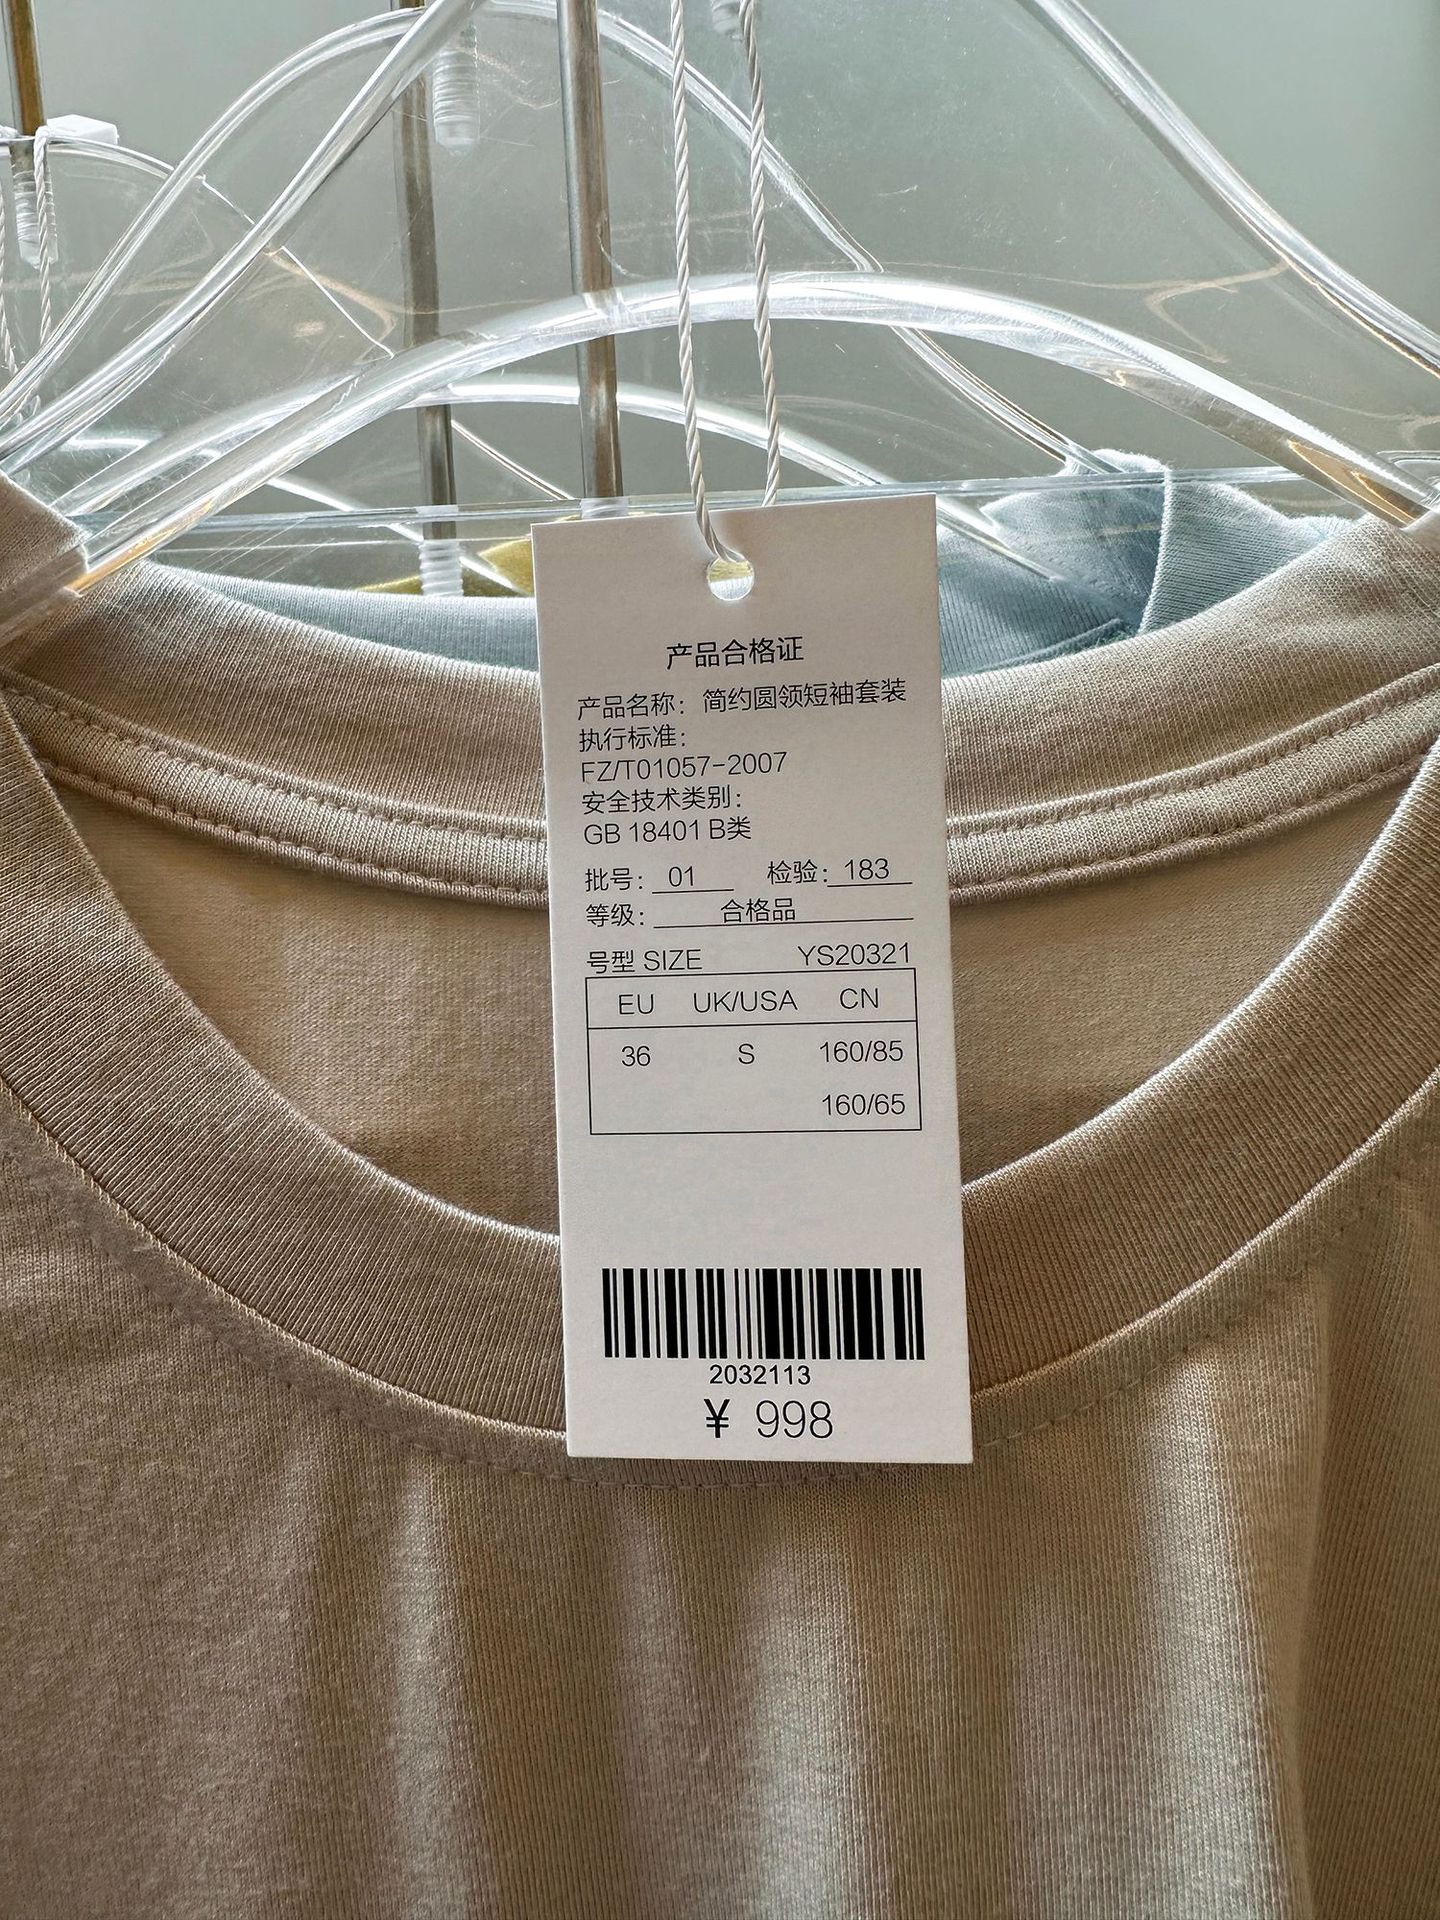 产品合格证
产品名称：简约圆领短袖套装
执行标准：
FZ/T01057-2007
安全技术类别：
GB 18401 B类
批号： 01 检验：183
等级： 合格品
号型 SIZE YS20321
EU UK/USA CN
36 S 160/85
160/65
2032113
¥ 998